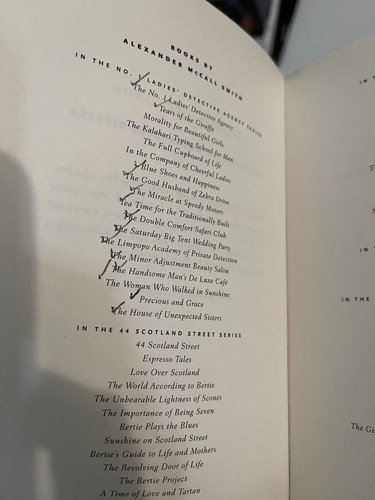 BOOKS BY
ALEXANDER MCCALL SMITH
IN THE NO. 1 LADIES' DETECTIVE AGENCY SERIES
The No. 1 Ladies' Detective Agency
Tears of the Giraffe
Morality for Beautiful Girls
The Kalahari Typing School for Men
The Full Cupboard of Life
In the Company of Cheerful Ladies
Blue Shoes and Happiness
The Good Husband of Zebra Drive
The Miracle at Speedy Motors
Tea Time for the Traditionally Built
The Double Comfort Safari Club
The Saturday Big Tent Wedding Party
The Limpopo Academy of Private Detection
The Minor Adjustment Beauty Salon
The Handsome Man's De Luxe Café
The Woman Who Walked in Sunshine
Precious and Grace
The House of Unexpected Sisters
IN THE 44 SCOTLAND STREET SERIES
44 Scotland Street
Espresso Tales
Love Over Scotland
The World According to Bertie
The Unbearable Lightness of Scones
The Importance of Being Seven
Bertie Plays the Blues
Sunshine on Scotland Street
Bertie's Guide to Life and Mothers
The Revolving Door of Life
The Bertie Project
A Time of Love and Tartan
IN THE
The Gi